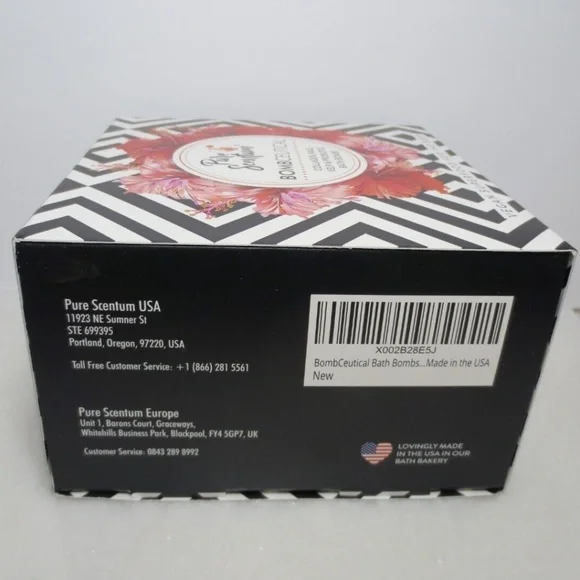 Pure Scentum
BOMBCEUTICAL
Pure Scentum USA
11923 NE Sumner St
STE 699395
Portland, Oregon, 97220, USA
Toll Free Customer Service: +1 (866) 281 5561
X002B28E5J
BombCeutical Bath Bombs...Made in the USA
New
Pure Scentum Europe
Unit 1, Barons Court, Graceways,
Whitehills Business Park, Blackpool, FY4 5GP7, UK
Customer Service: 0843 289 8992
LOVINGLY MADE
IN THE USA IN OUR
BATH BAKERY